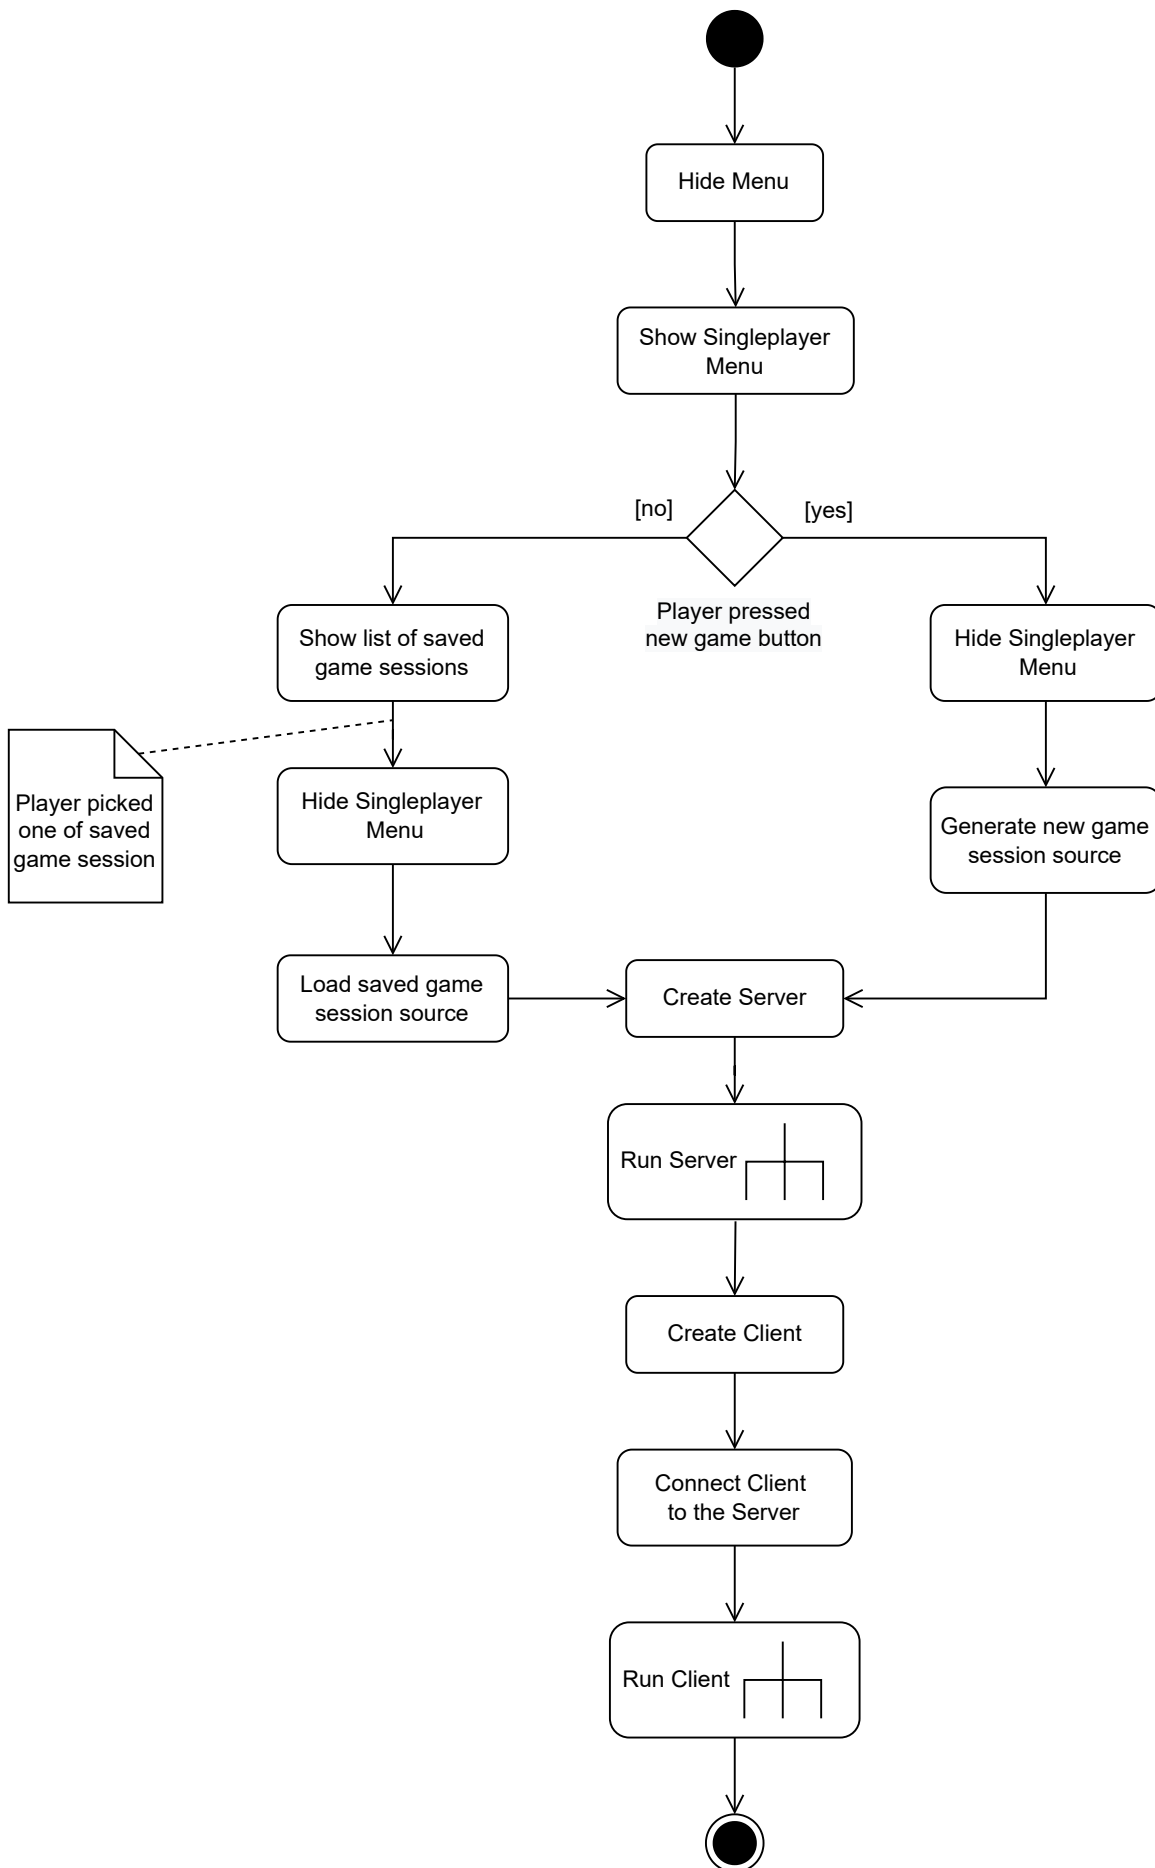 Hide Menu
Show Singleplayer
Menu
[no]
[yes]
Player pressed
new game button
Show list of saved
game sessions
Hide Singleplayer
Menu
Player picked
one of saved
game session
Hide Singleplayer
Menu
Generate new game
session source
Load saved game
session source
Create Server
Run Server
Create Client
Connect Client
to the Server
Run Client